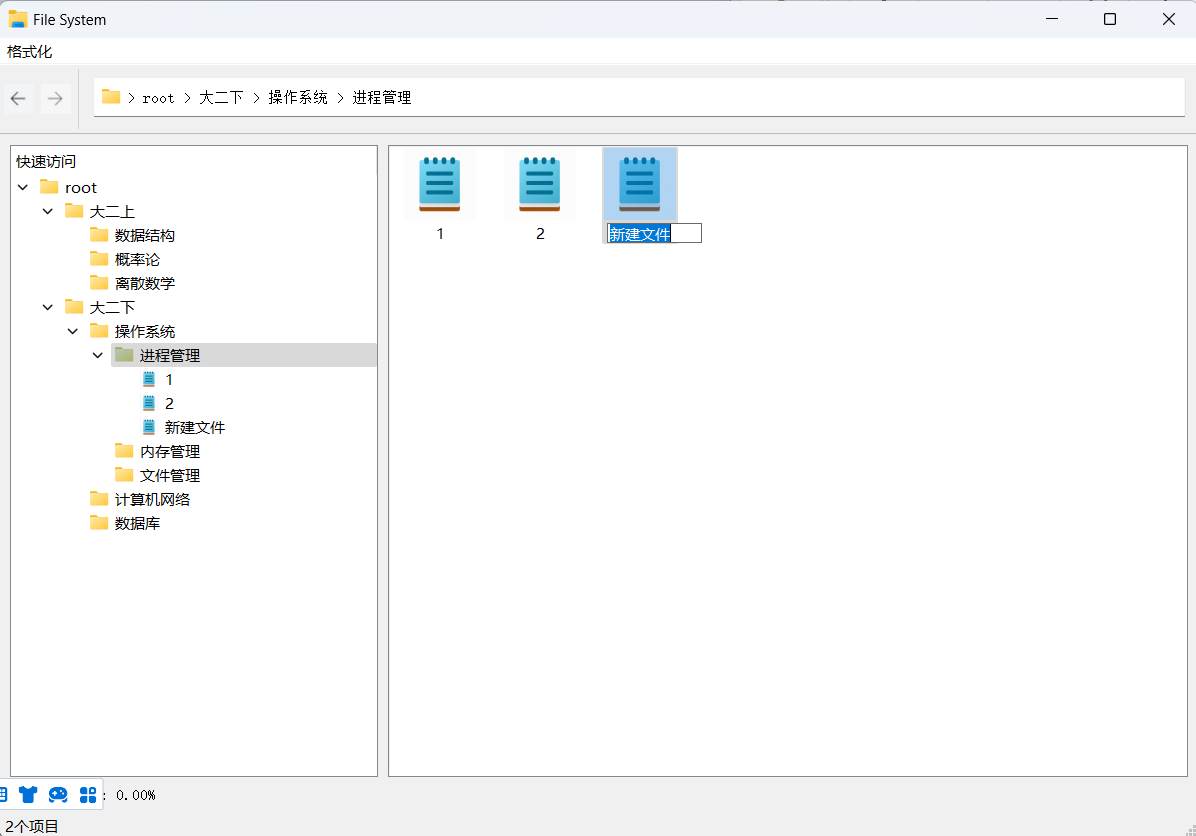 File System
格式化
root 大二下 操作系统 进程管理
快速访问
root
大二上
数据结构
概率论
离散数学
大二下
操作系统
进程管理
1
2
新建文件
内存管理
文件管理
计算机网络
数据库
1
2
新建文件
: 0.00%
2个项目